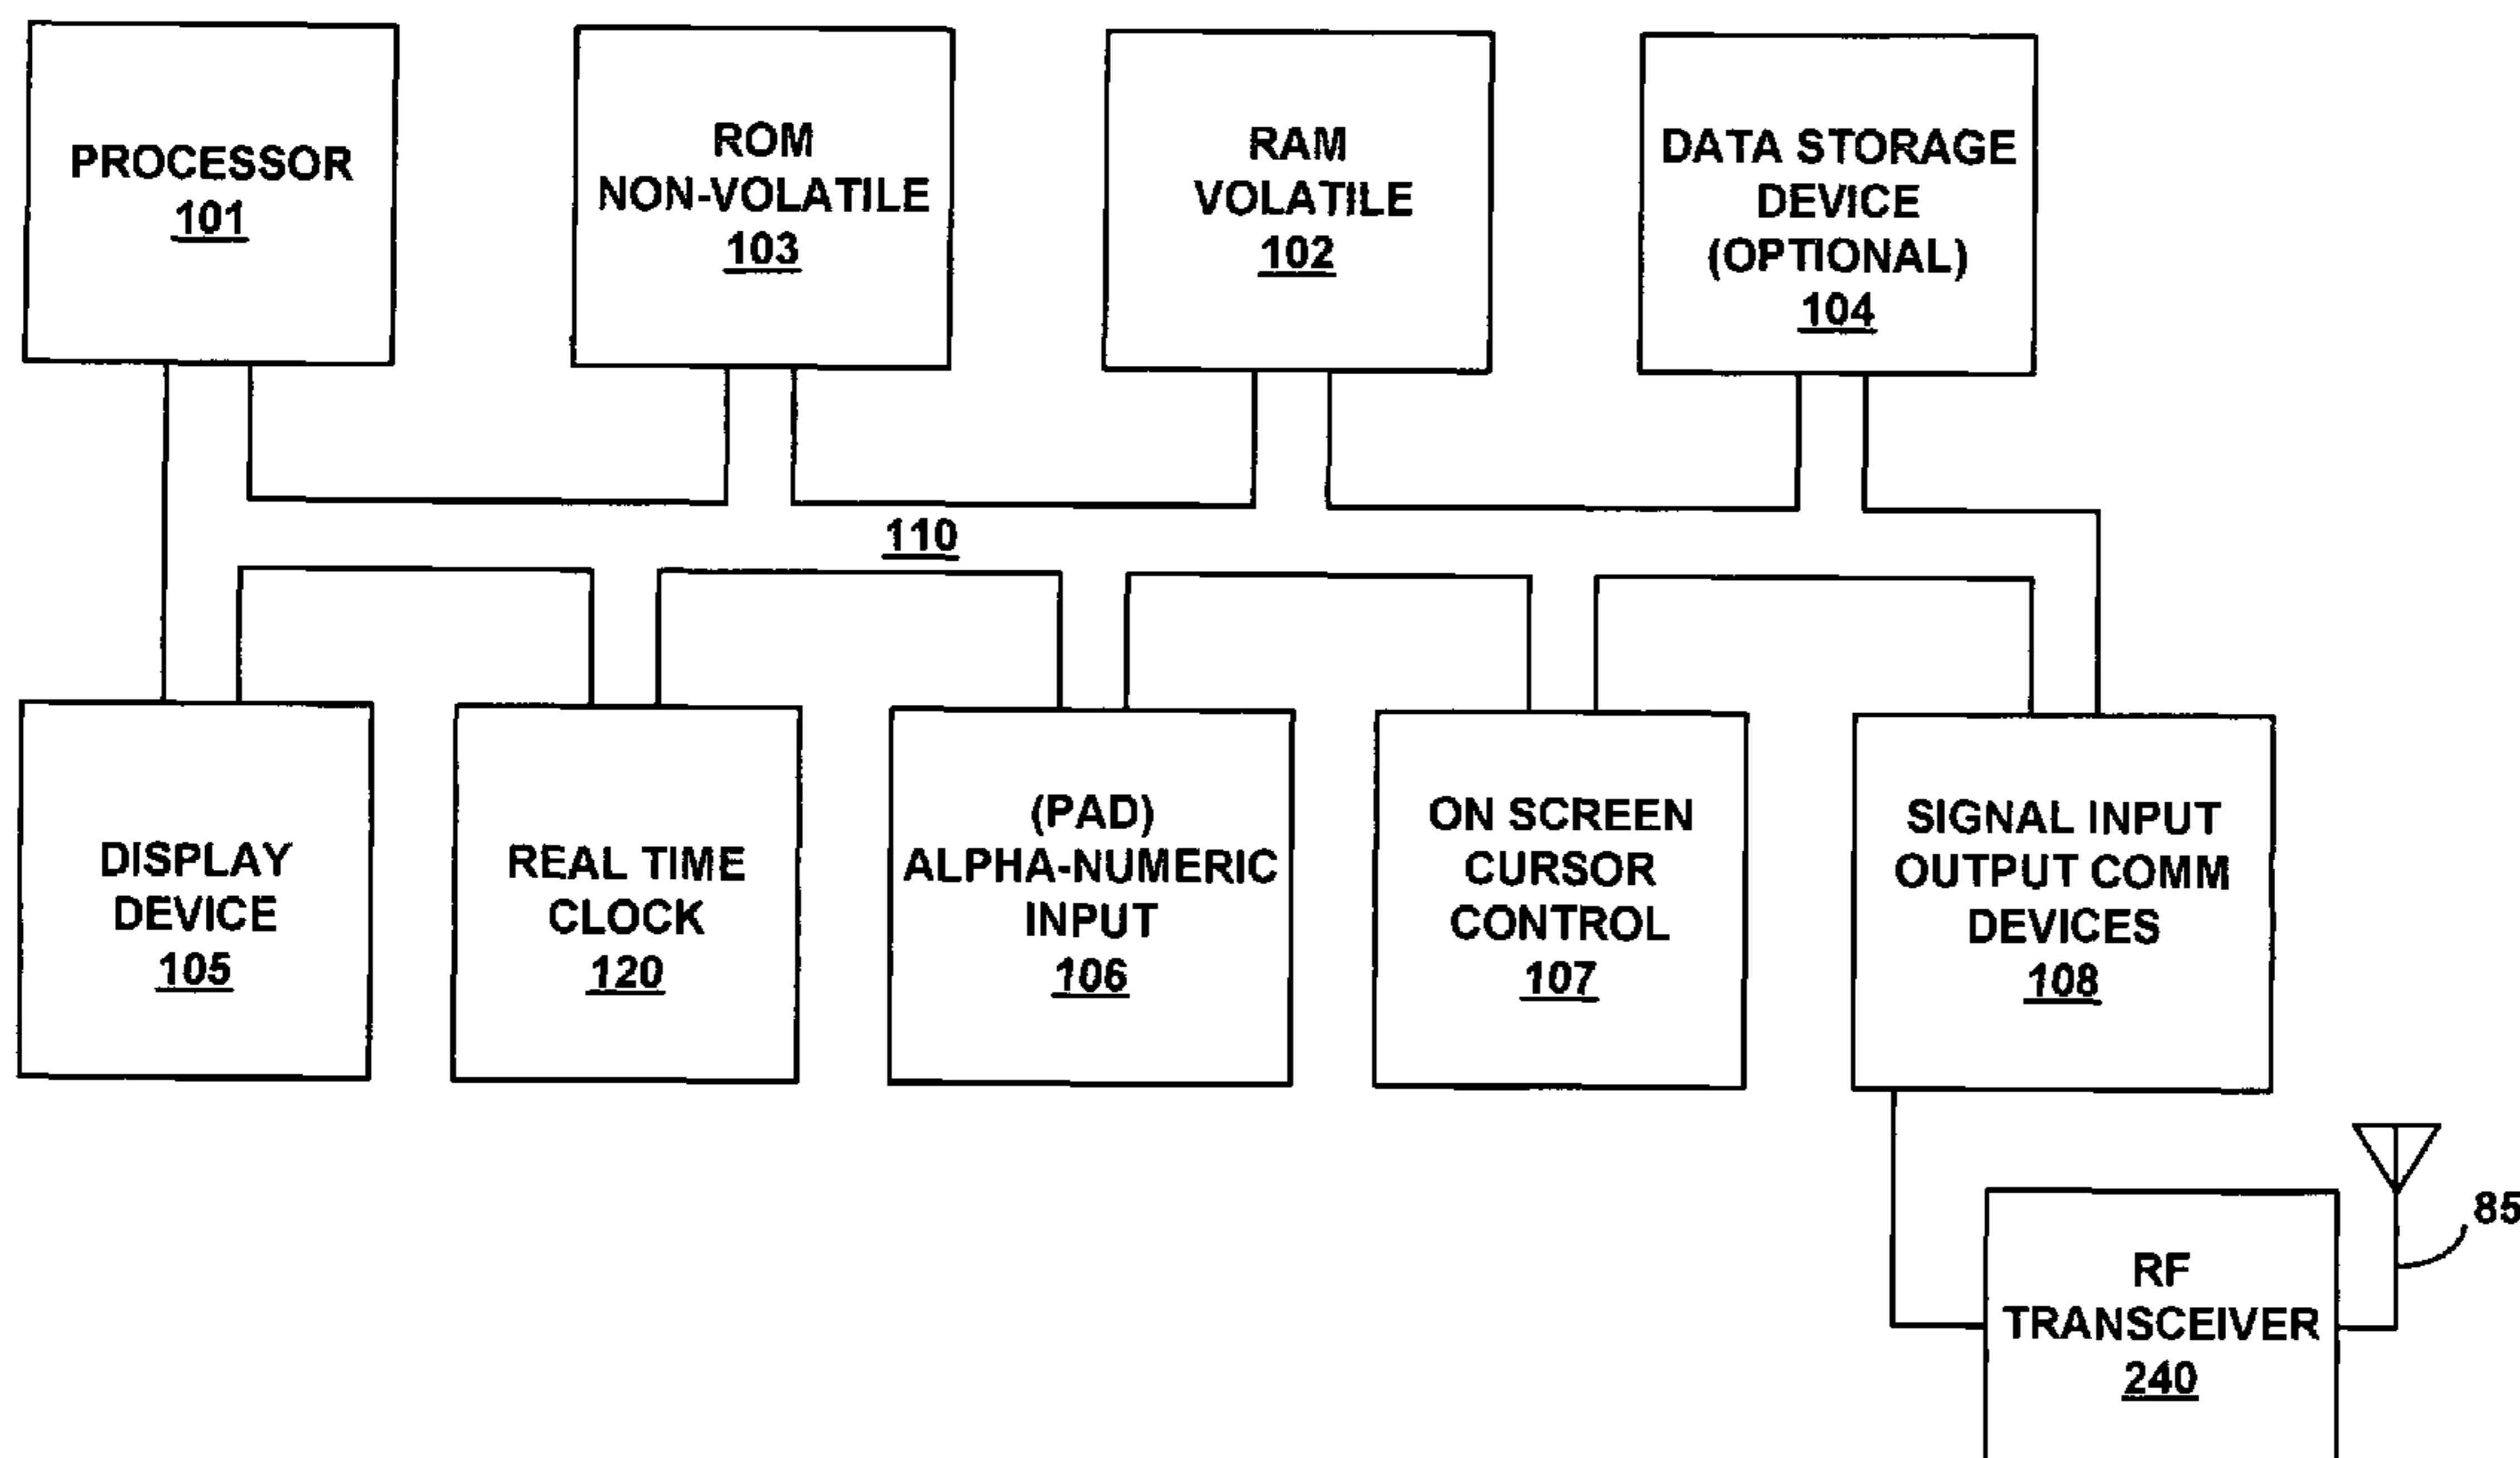 PROCESSOR
101
ROM
NON-VOLATILE
103
RAM
VOLATILE
102
DATA STORAGE
DEVICE
(OPTIONAL)
104
110
DISPLAY
DEVICE
105
REAL TIME
CLOCK
120
(PAD)
ALPHA-NUMERIC
INPUT
106
ON SCREEN
CURSOR
CONTROL
107
SIGNAL INPUT
OUTPUT COMM
DEVICES
108
85
RF
TRANSCEIVER
240